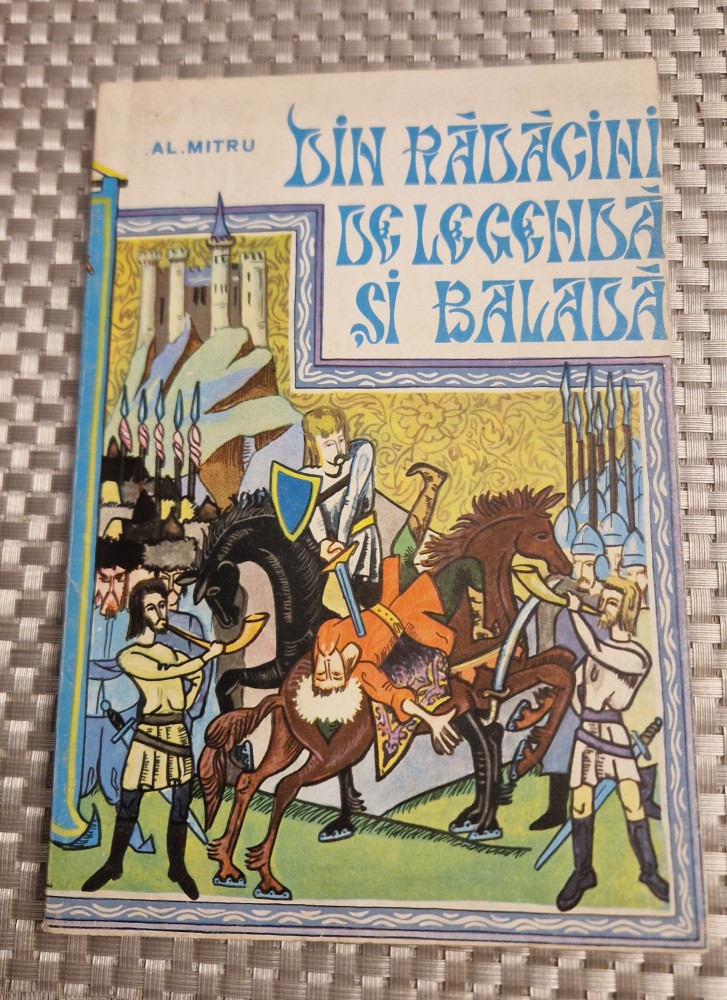 .AL.MITRU
DIN RĂDĂCINI
DE LEGENDĂ
ȘI BALADĂ